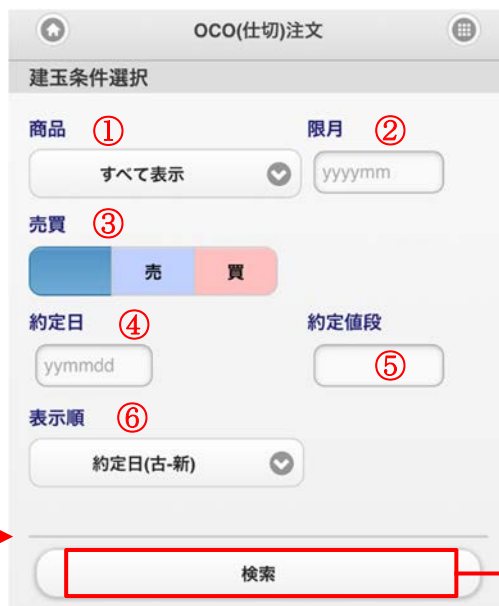 OCO(仕切)注文
建玉条件選択
商品 ① 限月 ②
すべて表示 yyyymm
売買 ③
売 買
約定日 ④ 約定値段
yymmdd ⑤
表示順 ⑥
約定日(古-新)
検索